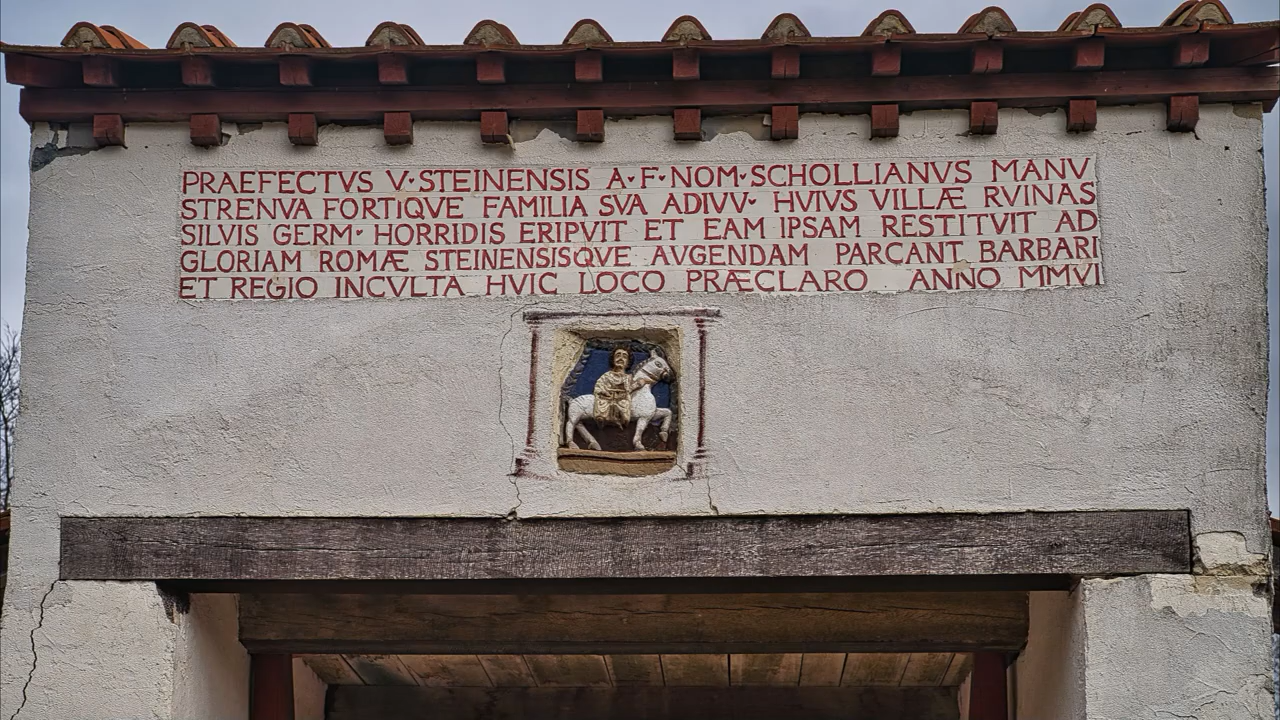 PRAEFECTVS V·STEINENSIS A·F·NOM·SCHOLLIANVS MANV
STRENVA FORTIQVE FAMILIA SVA ADIVV· HVIVS VILLÆ RVINAS
SILVIS GERM· HORRIDIS ERIPVIT ET EAM IPSAM RESTITVIT AD
GLORIAM ROMÆ STEINENSISQVE AVGENDAM PARÇANT BARBARI
ET REGIO INCVLTA HVIC LOCO PRÆCLARO ANNO MMVI